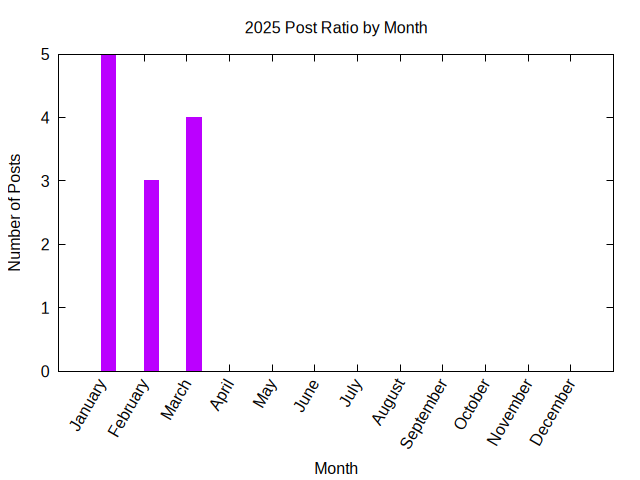 2025 Post Ratio by Month
5
4
3
2
1
0
Number of Posts
January
February
March
April
May
June
July
August
September
October
November
December
Month